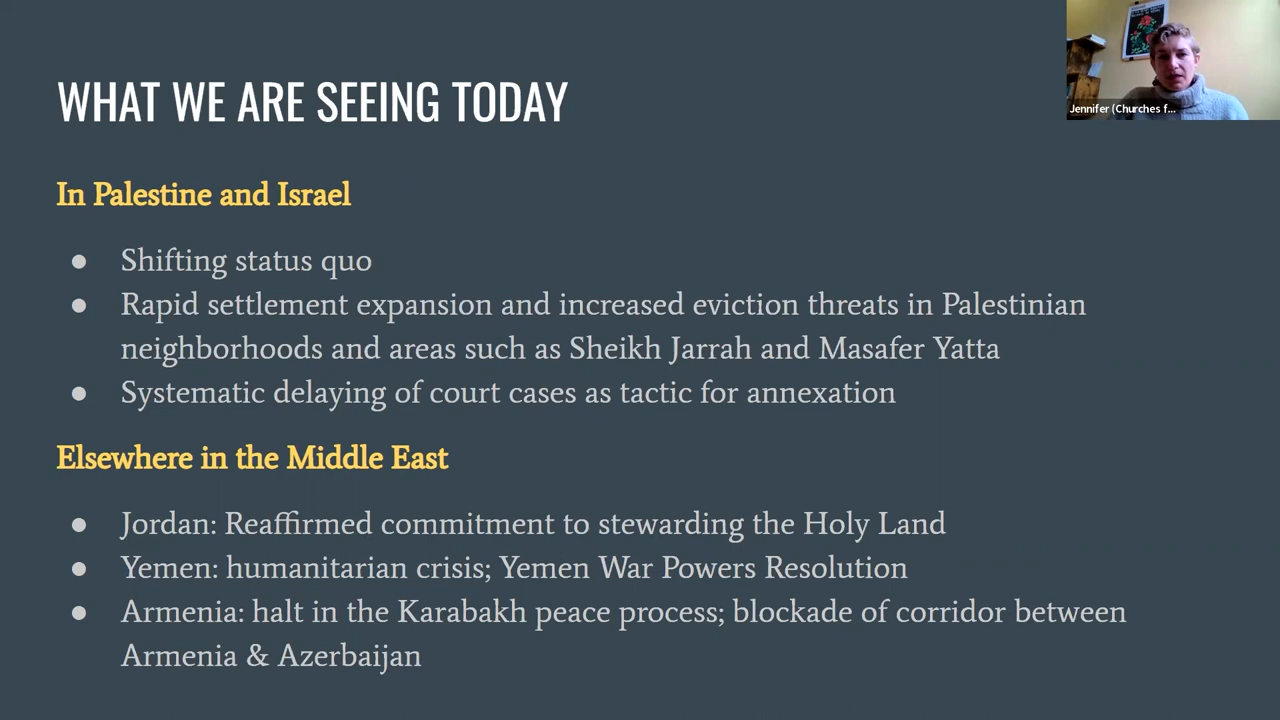 WHAT WE ARE SEEING TODAY
Jennifer (Churches f...
In Palestine and Israel
● Shifting status quo
● Rapid settlement expansion and increased eviction threats in Palestinian
neighborhoods and areas such as Sheikh Jarrah and Masafer Yatta
● Systematic delaying of court cases as tactic for annexation
Elsewhere in the Middle East
● Jordan: Reaffirmed commitment to stewarding the Holy Land
● Yemen: humanitarian crisis; Yemen War Powers Resolution
● Armenia: halt in the Karabakh peace process; blockade of corridor between
Armenia & Azerbaijan